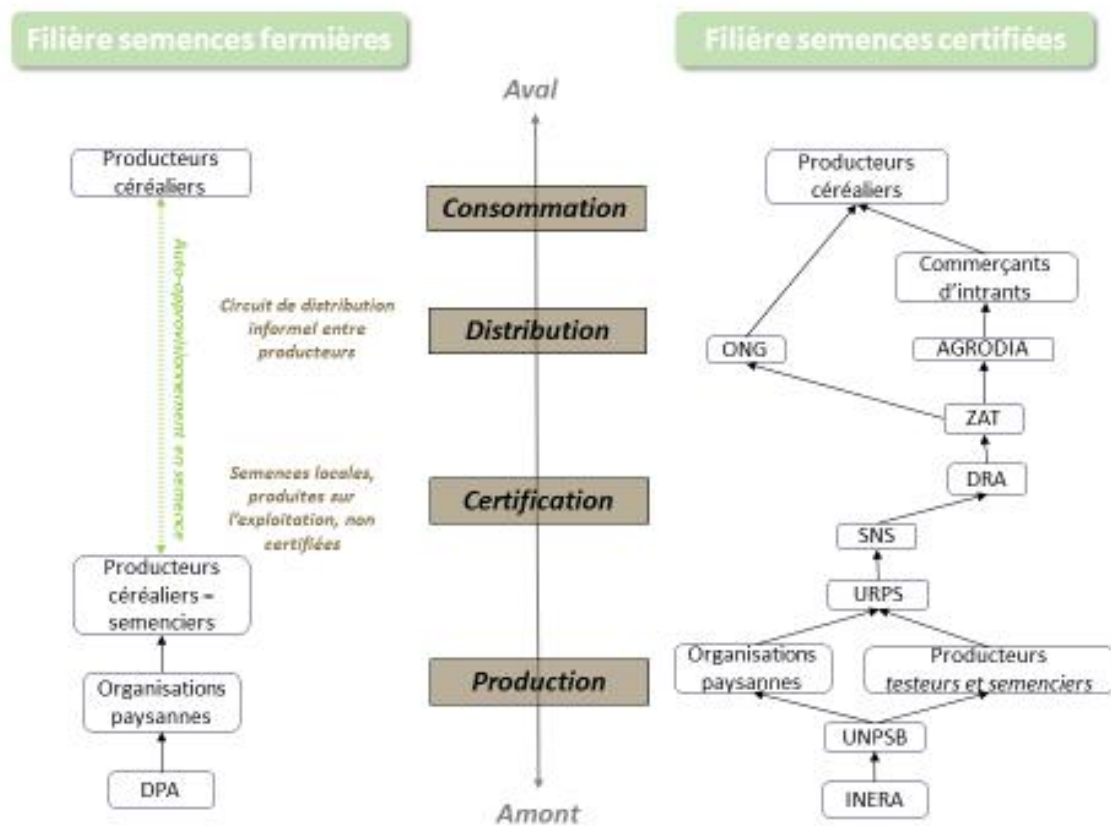 Filière semences fermières
Filière semences certifiées
Aval
Producteurs
céréaliers
Producteurs
céréaliers
Consommation
Commerçants
d'intrants
Circuit de distribution
informel entre
producteurs
Distribution
ONG
AGRODIA
Auto-approvisionnement en semence
ZAT
Semences locales,
produites sur
l'exploitation, non
certifiées
Certification
DRA
SNS
Producteurs
céréaliers –
semenciers
URPS
Organisations
paysannes
Production
Organisations
paysannes
Producteurs
testeurs et semenciers
UNPSB
DPA
INERA
Amont